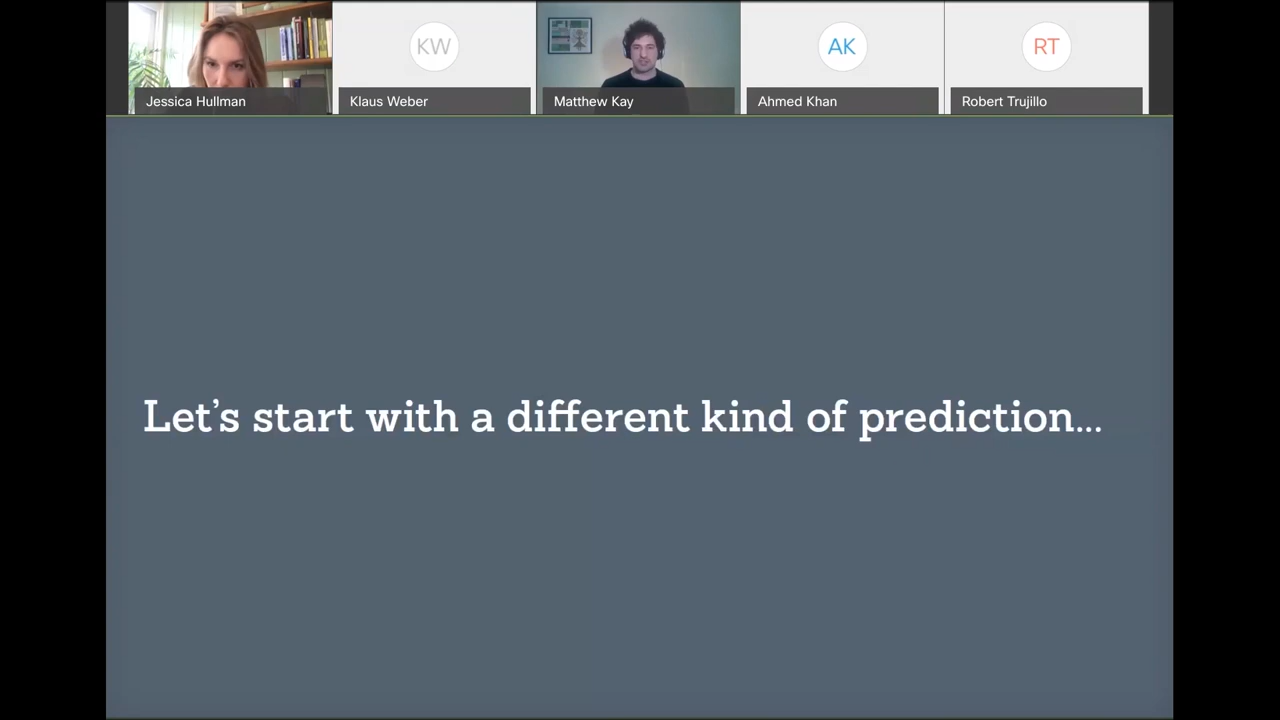 KW
AK
RT
Jessica Hullman
Klaus Weber
Matthew Kay
Ahmed Khan
Robert Trujillo
Let's start with a different kind of prediction...